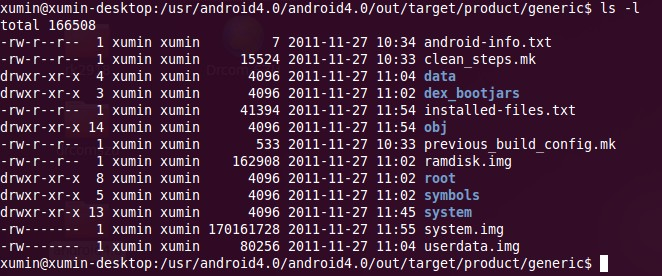 xumin@xumin-desktop:/usr/android4.0/android4.0/out/target/product/generic$ ls -l
total 166508
-rw-r--r--  1 xumin xumin         7 2011-11-27 10:34 android-info.txt
-rw-r--r--  1 xumin xumin     15524 2011-11-27 10:33 clean_steps.mk
drwxr-xr-x  4 xumin xumin      4096 2011-11-27 11:04 data
drwxr-xr-x  3 xumin xumin      4096 2011-11-27 11:02 dex_bootjars
-rw-r--r--  1 xumin xumin     41394 2011-11-27 11:54 installed-files.txt
drwxr-xr-x 14 xumin xumin      4096 2011-11-27 11:54 obj
-rw-r--r--  1 xumin xumin       533 2011-11-27 10:33 previous_build_config.mk
-rw-r--r--  1 xumin xumin    162908 2011-11-27 11:02 ramdisk.img
drwxr-xr-x  8 xumin xumin      4096 2011-11-27 11:02 root
drwxr-xr-x  5 xumin xumin      4096 2011-11-27 11:02 symbols
drwxr-xr-x 13 xumin xumin      4096 2011-11-27 11:45 system
-rw-------  1 xumin xumin 170161728 2011-11-27 11:55 system.img
-rw-------  1 xumin xumin     80256 2011-11-27 11:04 userdata.img
xumin@xumin-desktop:/usr/android4.0/android4.0/out/target/product/generic$